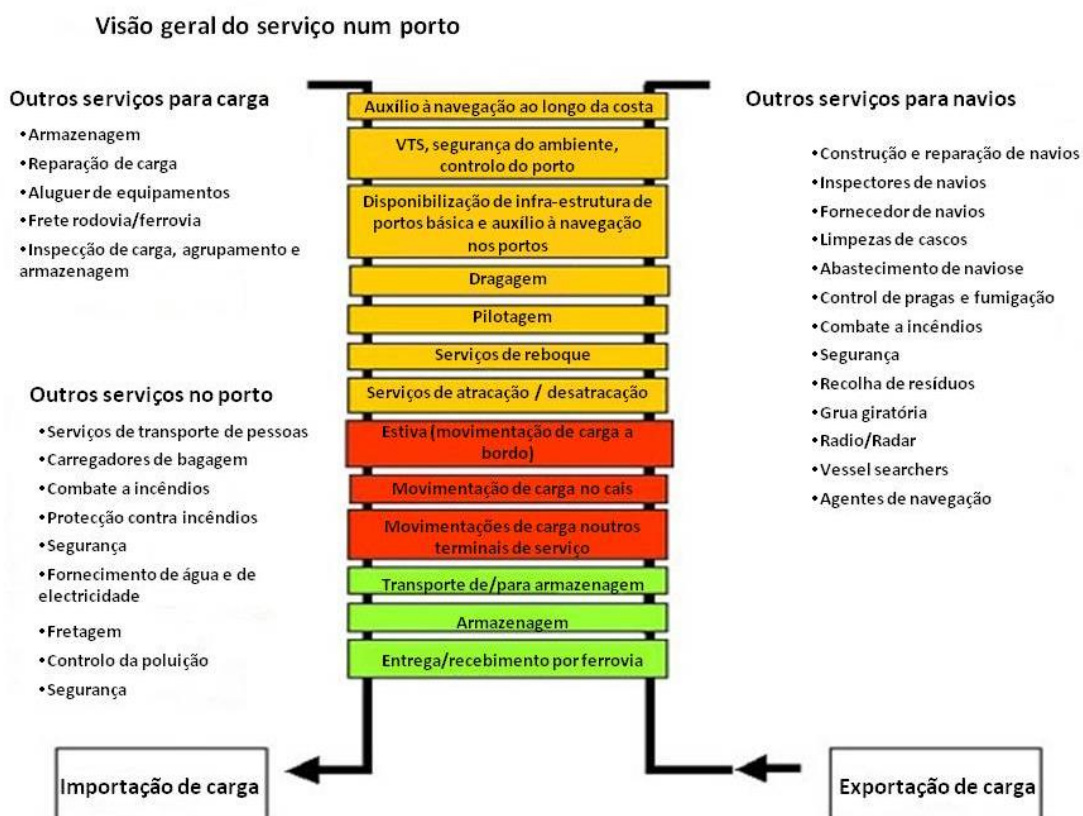 Visão geral do serviço num porto
Outros serviços para carga
•Armazenagem
•Reparação de carga
•Aluguer de equipamentos
•Frete rodovia/ferrovia
•Inspecção de carga, agrupamento e
armazenagem
Outros serviços no porto
•Serviços de transporte de pessoas
•Carregadores de bagagem
•Combate a incêndios
•Protecção contra incêndios
•Segurança
•Fornecimento de água e de
electricidade
•Fretagem
•Controlo da poluição
•Segurança
Auxílio à navegação ao longo da costa
VTS, segurança do ambiente,
controlo do porto
Disponibilização de infra-estrutura de
portos básica e auxílio à navegação
nos portos
Dragagem
Pilotagem
Serviços de reboque
Serviços de atracação / desatracação
Estiva (movimentação de carga a
bordo)
Movimentação de carga no cais
Movimentações de carga noutros
terminais de serviço
Transporte de/para armazenagem
Armazenagem
Entrega/recebimento por ferrovia
Outros serviços para navios
•Construção e reparação de navios
•Inspectores de navios
•Fornecedor de navios
•Limpezas de cascos
•Abastecimento de naviose
•Control de pragas e fumigação
•Combate a incêndios
•Segurança
•Recolha de resíduos
•Grua giratória
•Radio/Radar
•Vessel searchers
•Agentes de navegação
Importação de carga
Exportação de carga